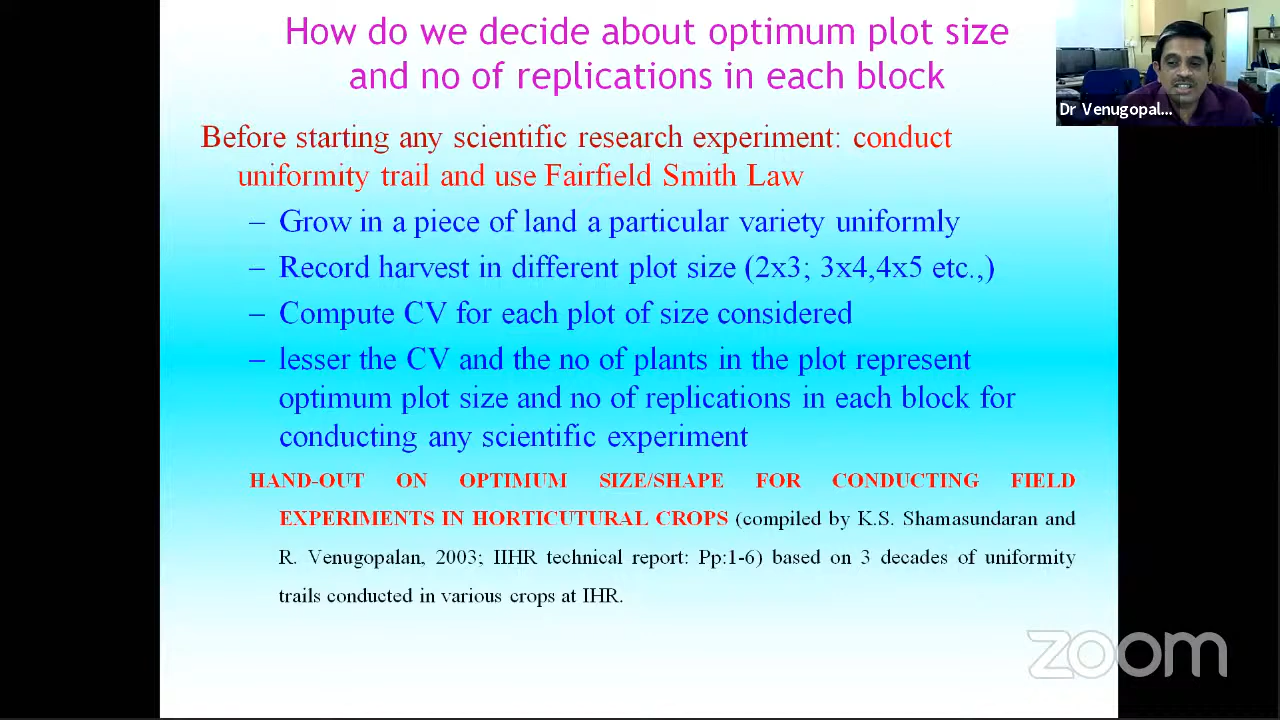 How do we decide about optimum plot size
and no of replications in each block
Dr Venugopal...
Before starting any scientific research experiment: conduct
uniformity trail and use Fairfield Smith Law
– Grow in a piece of land a particular variety uniformly
– Record harvest in different plot size (2x3; 3x4,4x5 etc.,)
– Compute CV for each plot of size considered
– lesser the CV and the no of plants in the plot represent
optimum plot size and no of replications in each block for
conducting any scientific experiment
HAND-OUT ON OPTIMUM SIZE/SHAPE FOR CONDUCTING FIELD
EXPERIMENTS IN HORTICUTURAL CROPS (compiled by K.S. Shamasundaran and
R. Venugopalan, 2003; IIHR technical report: Pp:1-6) based on 3 decades of uniformity
trails conducted in various crops at IHR.
zoom